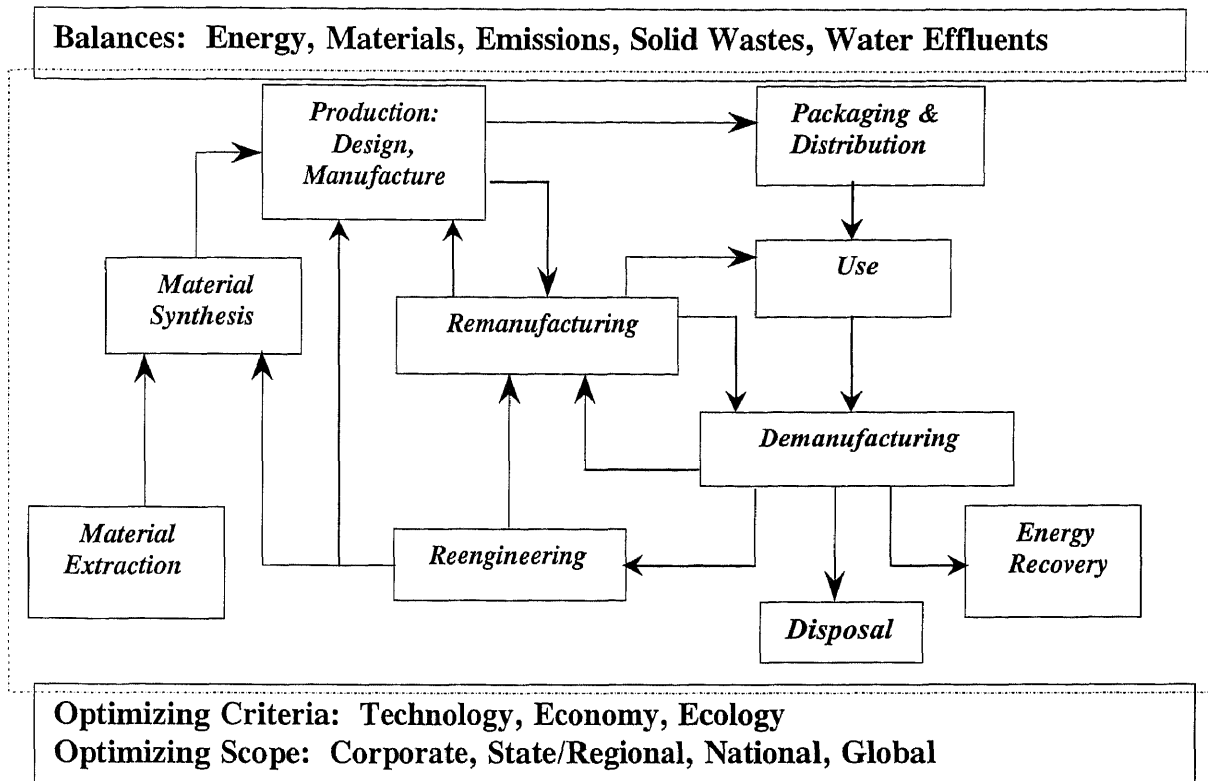 Balances: Energy, Materials, Emissions, Solid Wastes, Water Effluents
Production:
Design,
Manufacture
Packaging &
Distribution
Material
Synthesis
Use
Remanufacturing
Demanufacturing
Material
Extraction
Reengineering
Energy
Recovery
Disposal
Optimizing Criteria: Technology, Economy, Ecology
Optimizing Scope: Corporate, State/Regional, National, Global